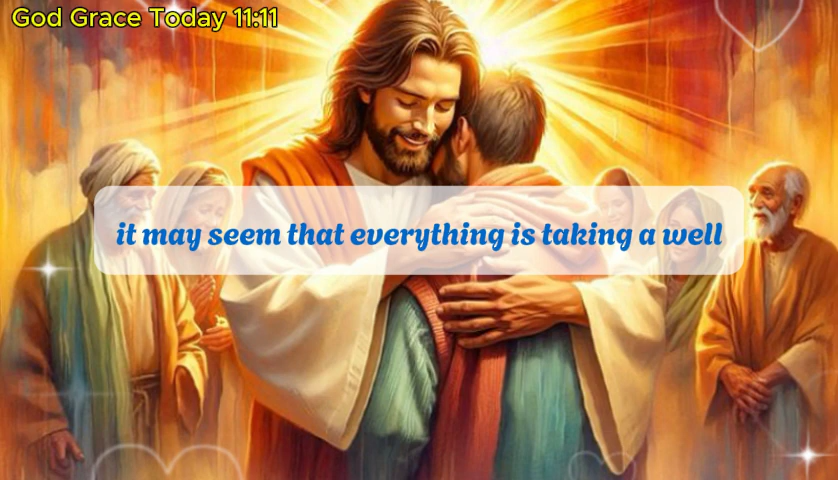 God Grace Today 11:11
it may seem that everything is taking a well